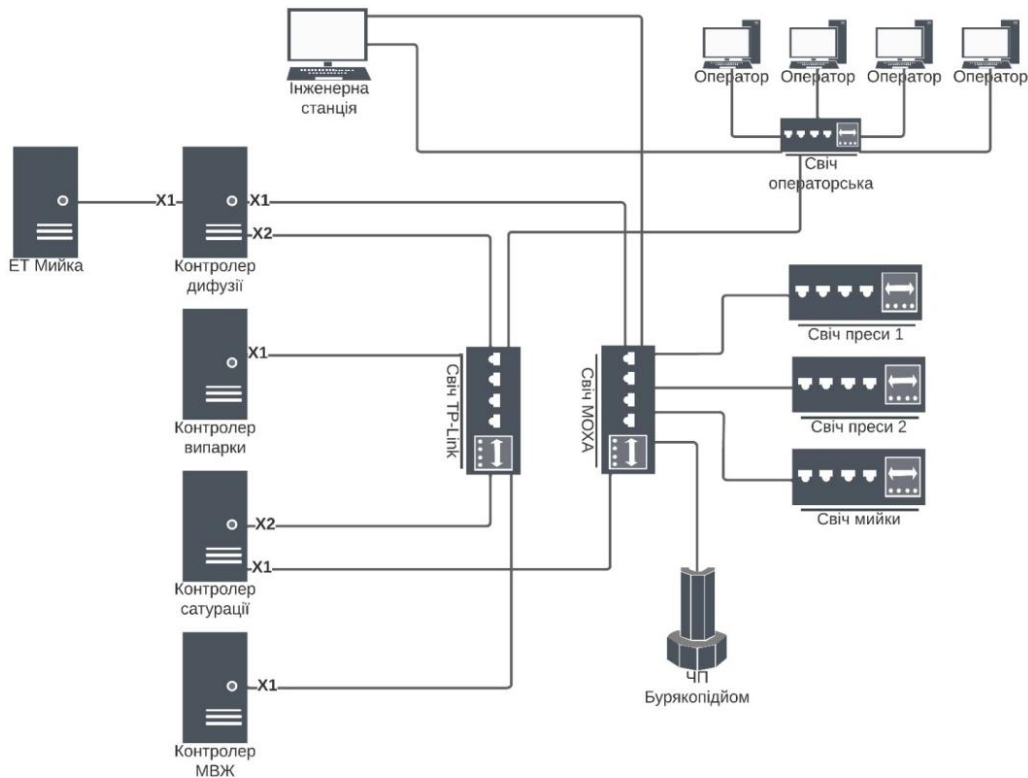 Інженерна
станція
Оператор
Оператор
Оператор
Оператор
Свіч
операторська
ЕТ Мийка
X1
Контролер
дифузії
X1
X2
Контролер
випарки
X1
Свіч TP-Link
Свіч MOXA
Свіч преси 1
Свіч преси 2
Свіч мийки
Контролер
сатурації
X2
X1
ЧП
Бурякопідйом
Контролер
МВЖ
X1